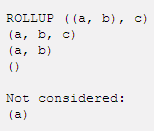 ROLLUP ((a, b), c)
(a, b, c)
(a, b)
()
Not considered:
(a)